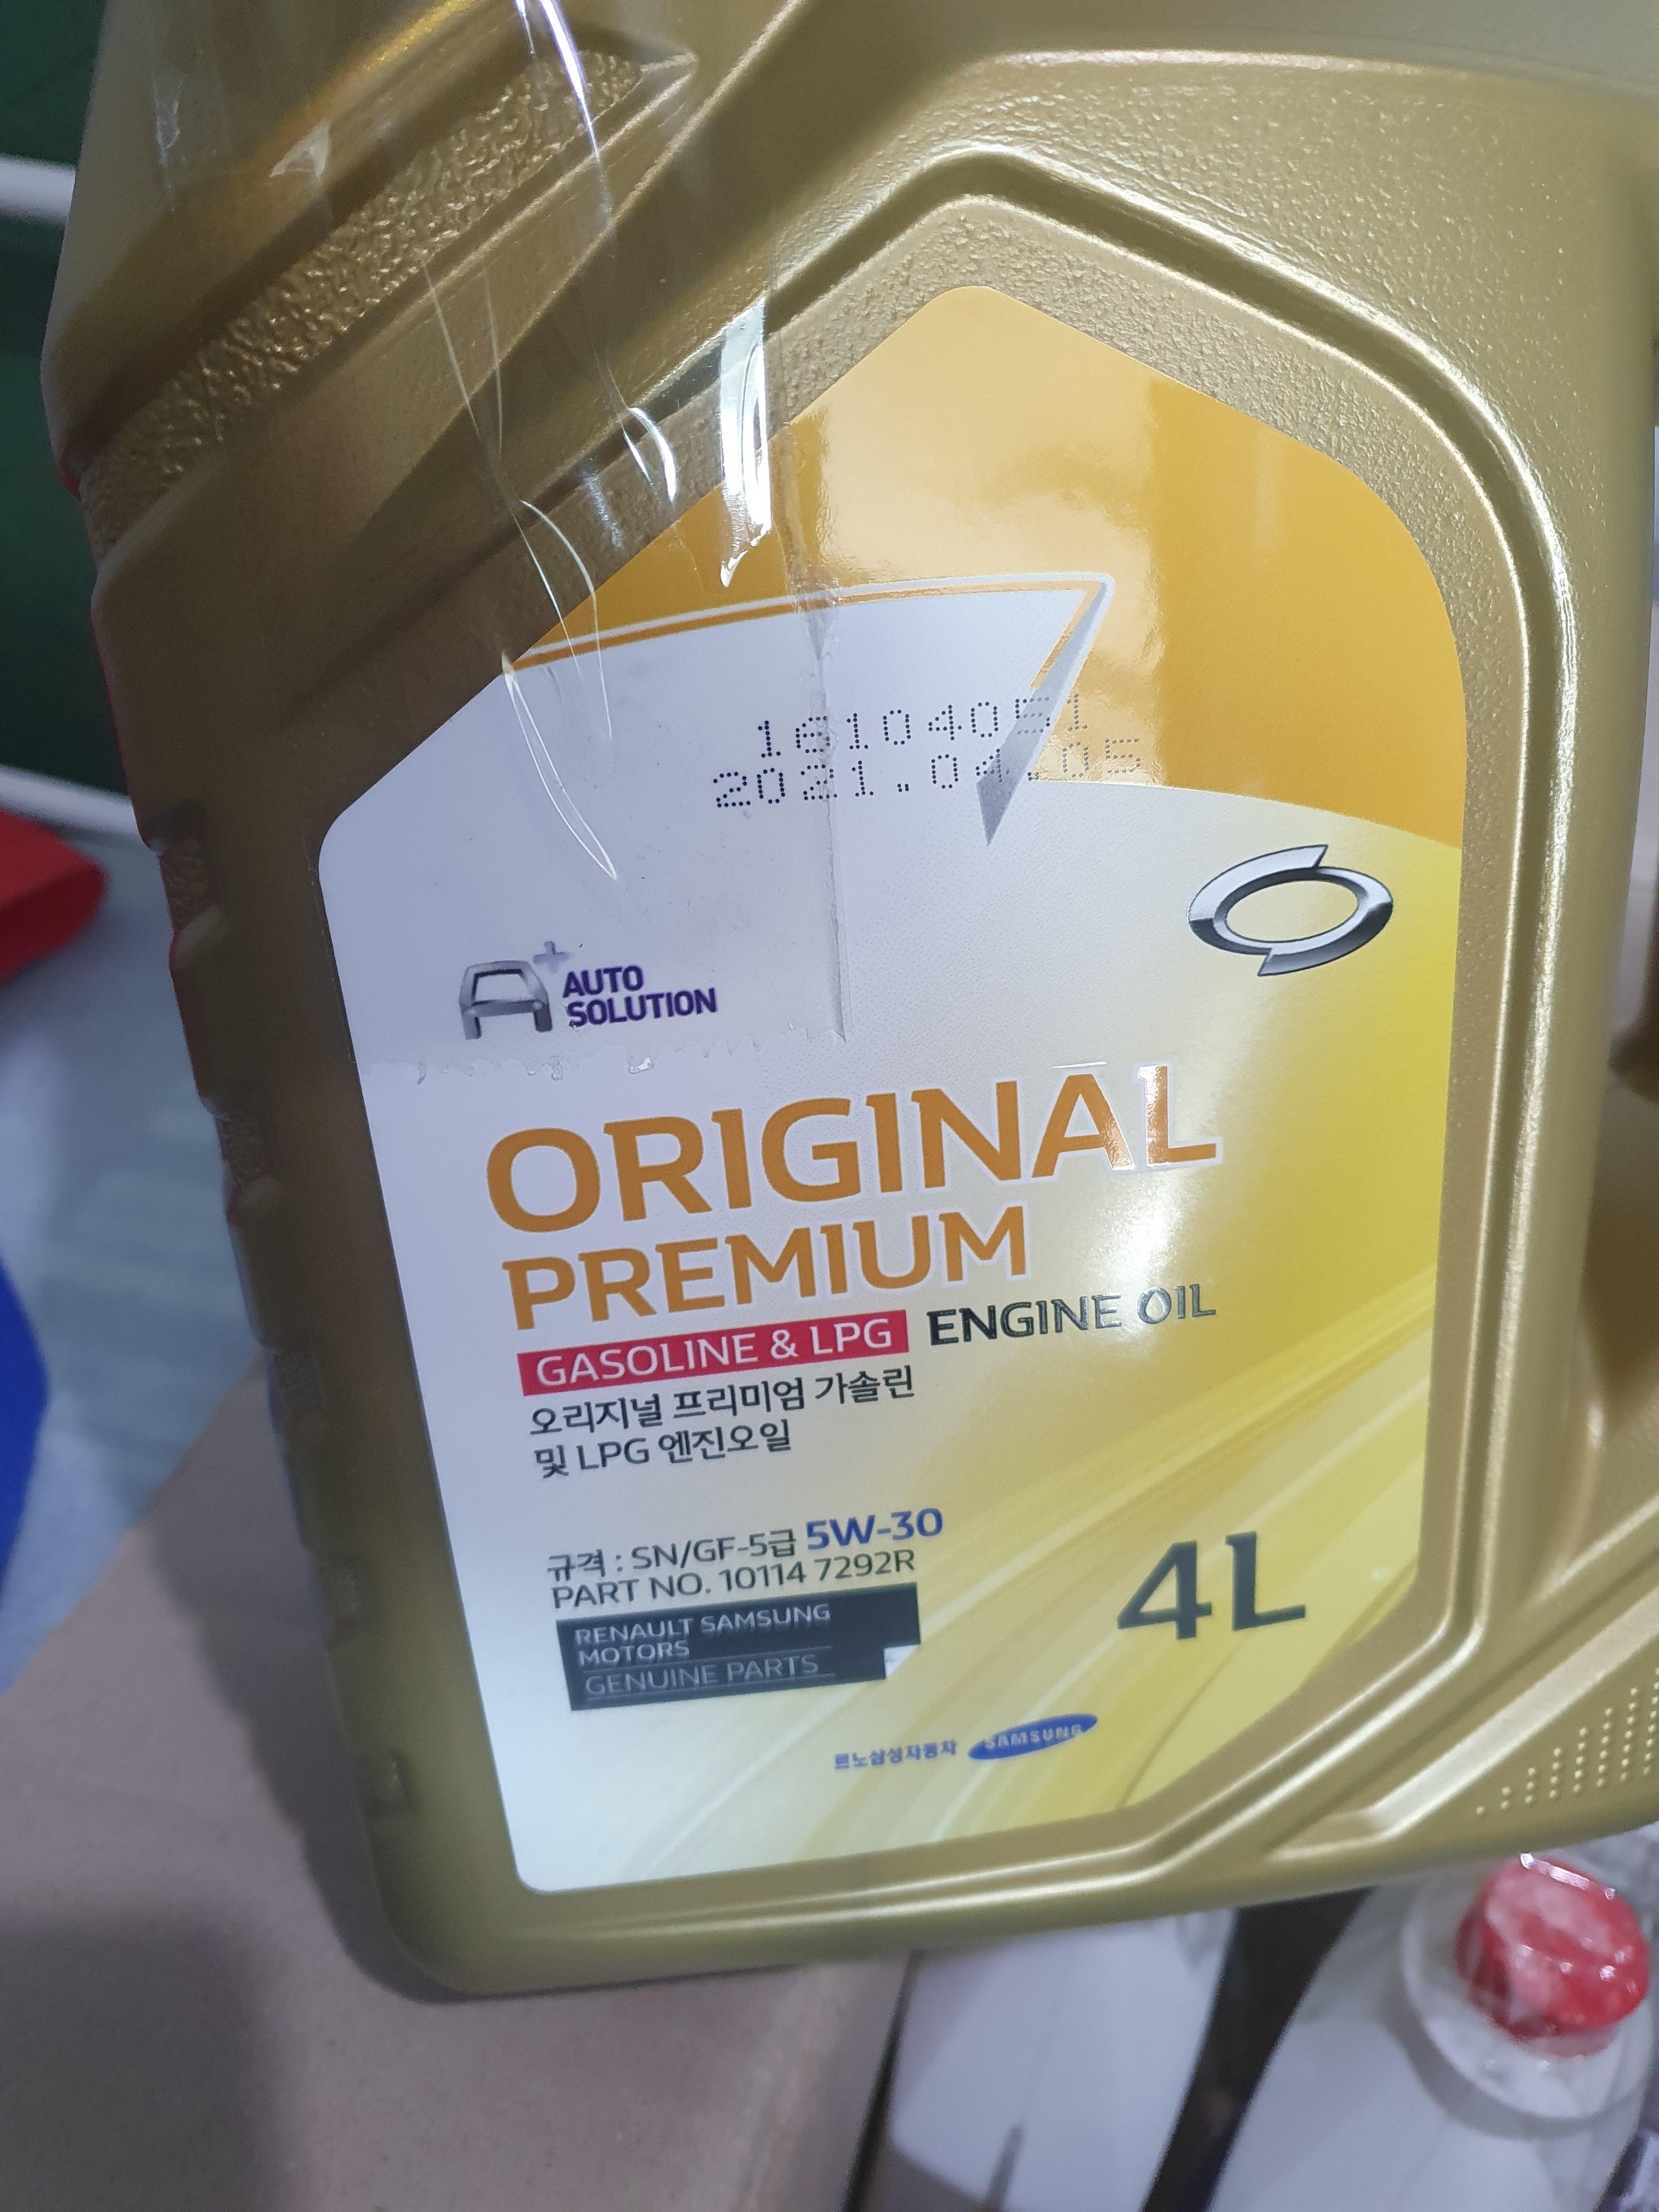 16104051
2021.04.05
AUTO
SOLUTION
ORIGINAL
PREMIUM
GASOLINE & LPG ENGINE OIL
오리지널 프리미엄 가솔린
및 LPG 엔진오일
규격 : SN/GF-5급 5W-30
PART NO. 10114 7292R
4L
RENAULT SAMSUNG
MOTORS
GENUINE PARTS
르노삼성자동차 SAMSUNG